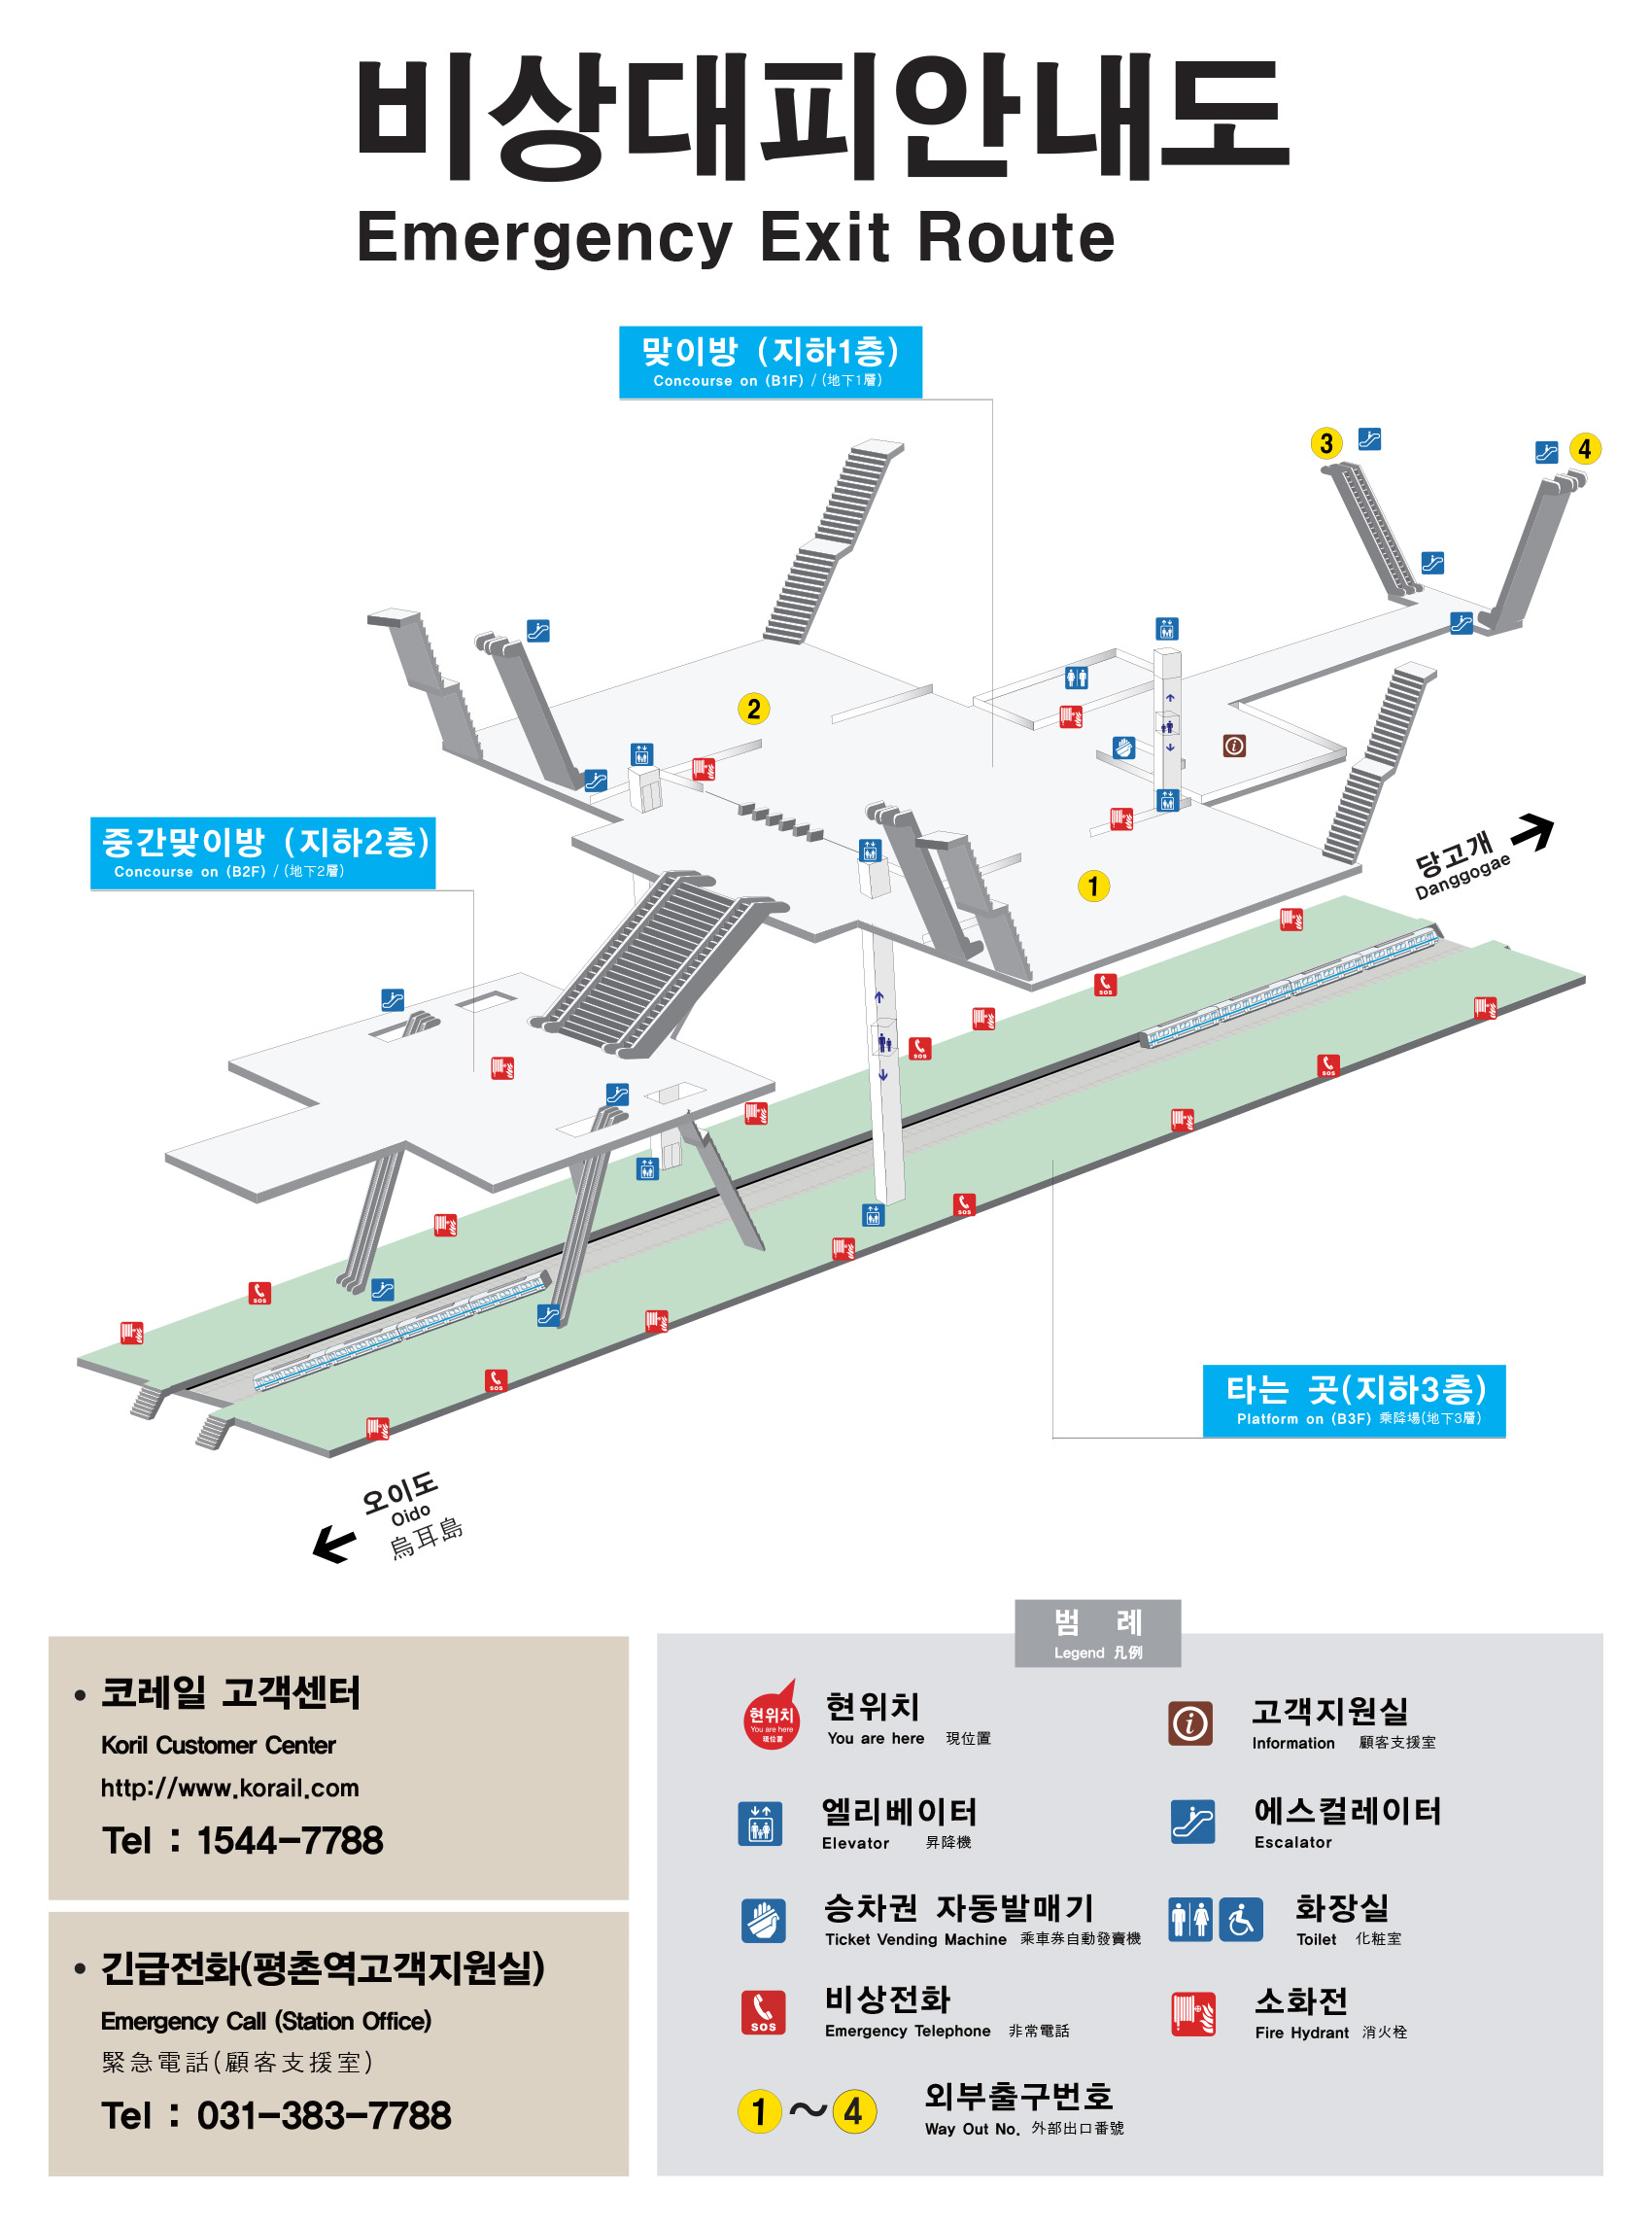 비상대피안내도
Emergency Exit Route
맞이방 (지하1층)
Concourse on (B1F) / (地下1層)
3
4
2
중간맞이방 (지하2층)
Concourse on (B2F) / (地下2層)
1
당고개
Danggogae
SOS
SOS
SOS
SOS
SOS
SOS
타는 곳(지하3층)
Platform on (B3F) 乘降場(地下3層)
오이도
Oido
烏耳島
• 코레일 고객센터
Koril Customer Center
http://www.korail.com
Tel : 1544-7788
• 긴급전화(평촌역고객지원실)
Emergency Call (Station Office)
緊急電話(顧客支援室)
Tel : 031-383-7788
범 례
Legend 凡例
현위치
You are here
現位置
현위치
You are here 現位置
고객지원실
Information 顧客支援室
엘리베이터
Elevator 昇降機
에스컬레이터
Escalator
승차권 자동발매기
Ticket Vending Machine 乘車券自動發賣機
화장실
Toilet 化粧室
SOS
비상전화
Emergency Telephone 非常電話
소화전
Fire Hydrant 消火栓
1~4
외부출구번호
Way Out No. 外部出口番號